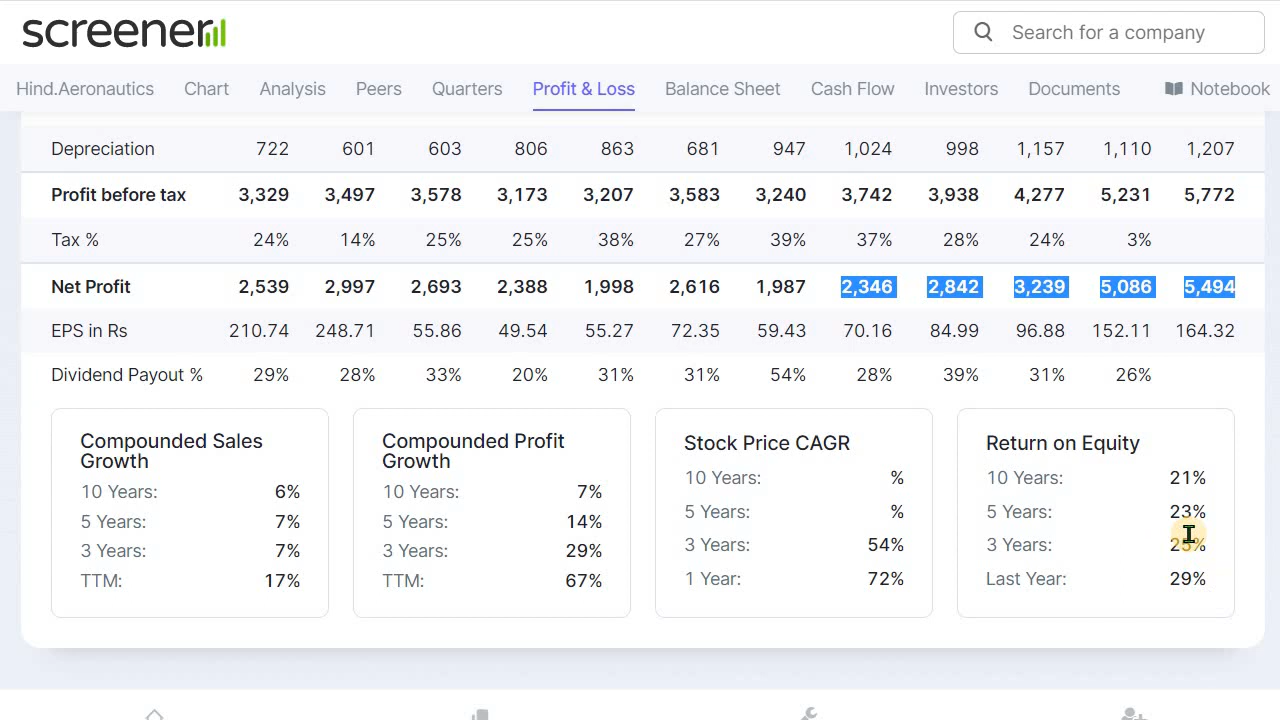 screener
Search for a company
Hind.Aeronautics Chart Analysis Peers Quarters Profit & Loss Balance Sheet Cash Flow Investors Documents Notebook
Depreciation 722 601 603 806 863 681 947 1,024 998 1,157 1,110 1,207
Profit before tax 3,329 3,497 3,578 3,173 3,207 3,583 3,240 3,742 3,938 4,277 5,231 5,772
Tax % 24% 14% 25% 25% 38% 27% 39% 37% 28% 24% 3%
Net Profit 2,539 2,997 2,693 2,388 1,998 2,616 1,987 2,346 2,842 3,239 5,086 5,494
EPS in Rs 210.74 248.71 55.86 49.54 55.27 72.35 59.43 70.16 84.99 96.88 152.11 164.32
Dividend Payout % 29% 28% 33% 20% 31% 31% 54% 28% 39% 31% 26%
Compounded Sales
Growth
10 Years: 6%
5 Years: 7%
3 Years: 7%
TTM: 17%
Compounded Profit
Growth
10 Years: 7%
5 Years: 14%
3 Years: 29%
TTM: 67%
Stock Price CAGR
10 Years: %
5 Years: %
3 Years: 54%
1 Year: 72%
Return on Equity
10 Years: 21%
5 Years: 23%
3 Years:
Last Year: 29%